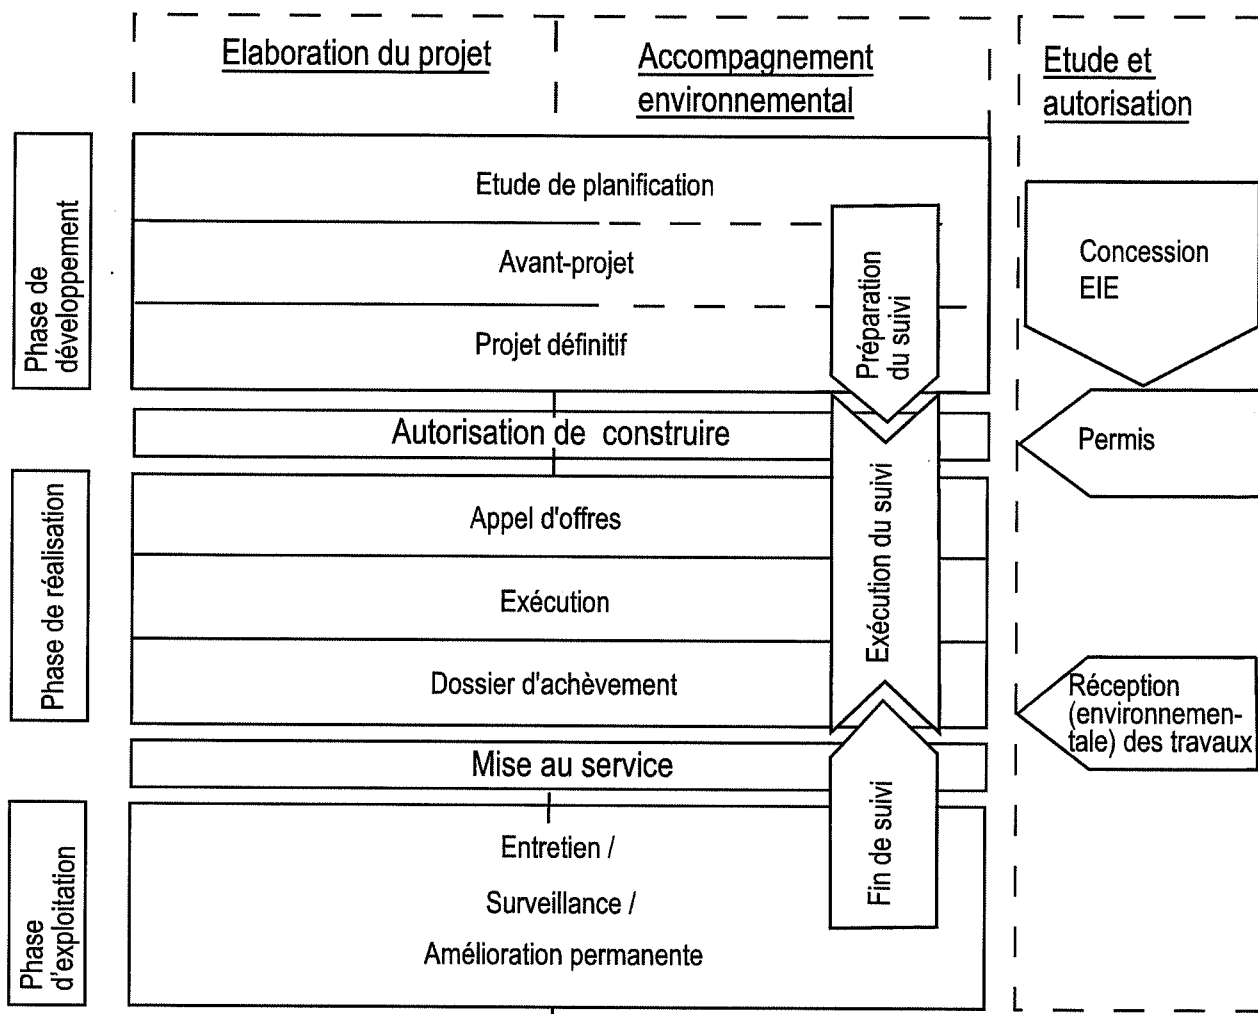 Elaboration du projet
Accompagnement
environnemental
Etude et
autorisation
Phase de
développement
Etude de planification
Avant-projet
Projet définitif
Préparation
du suivi
Concession
EIE
Autorisation de construire
Permis
Phase de réalisation
Appel d'offres
Exécution
Dossier d'achèvement
Exécution du suivi
Réception
(environnemen-
tale) des travaux
Mise au service
Phase
d'exploitation
Entretien /
Surveillance /
Amélioration permanente
Fin de suivi